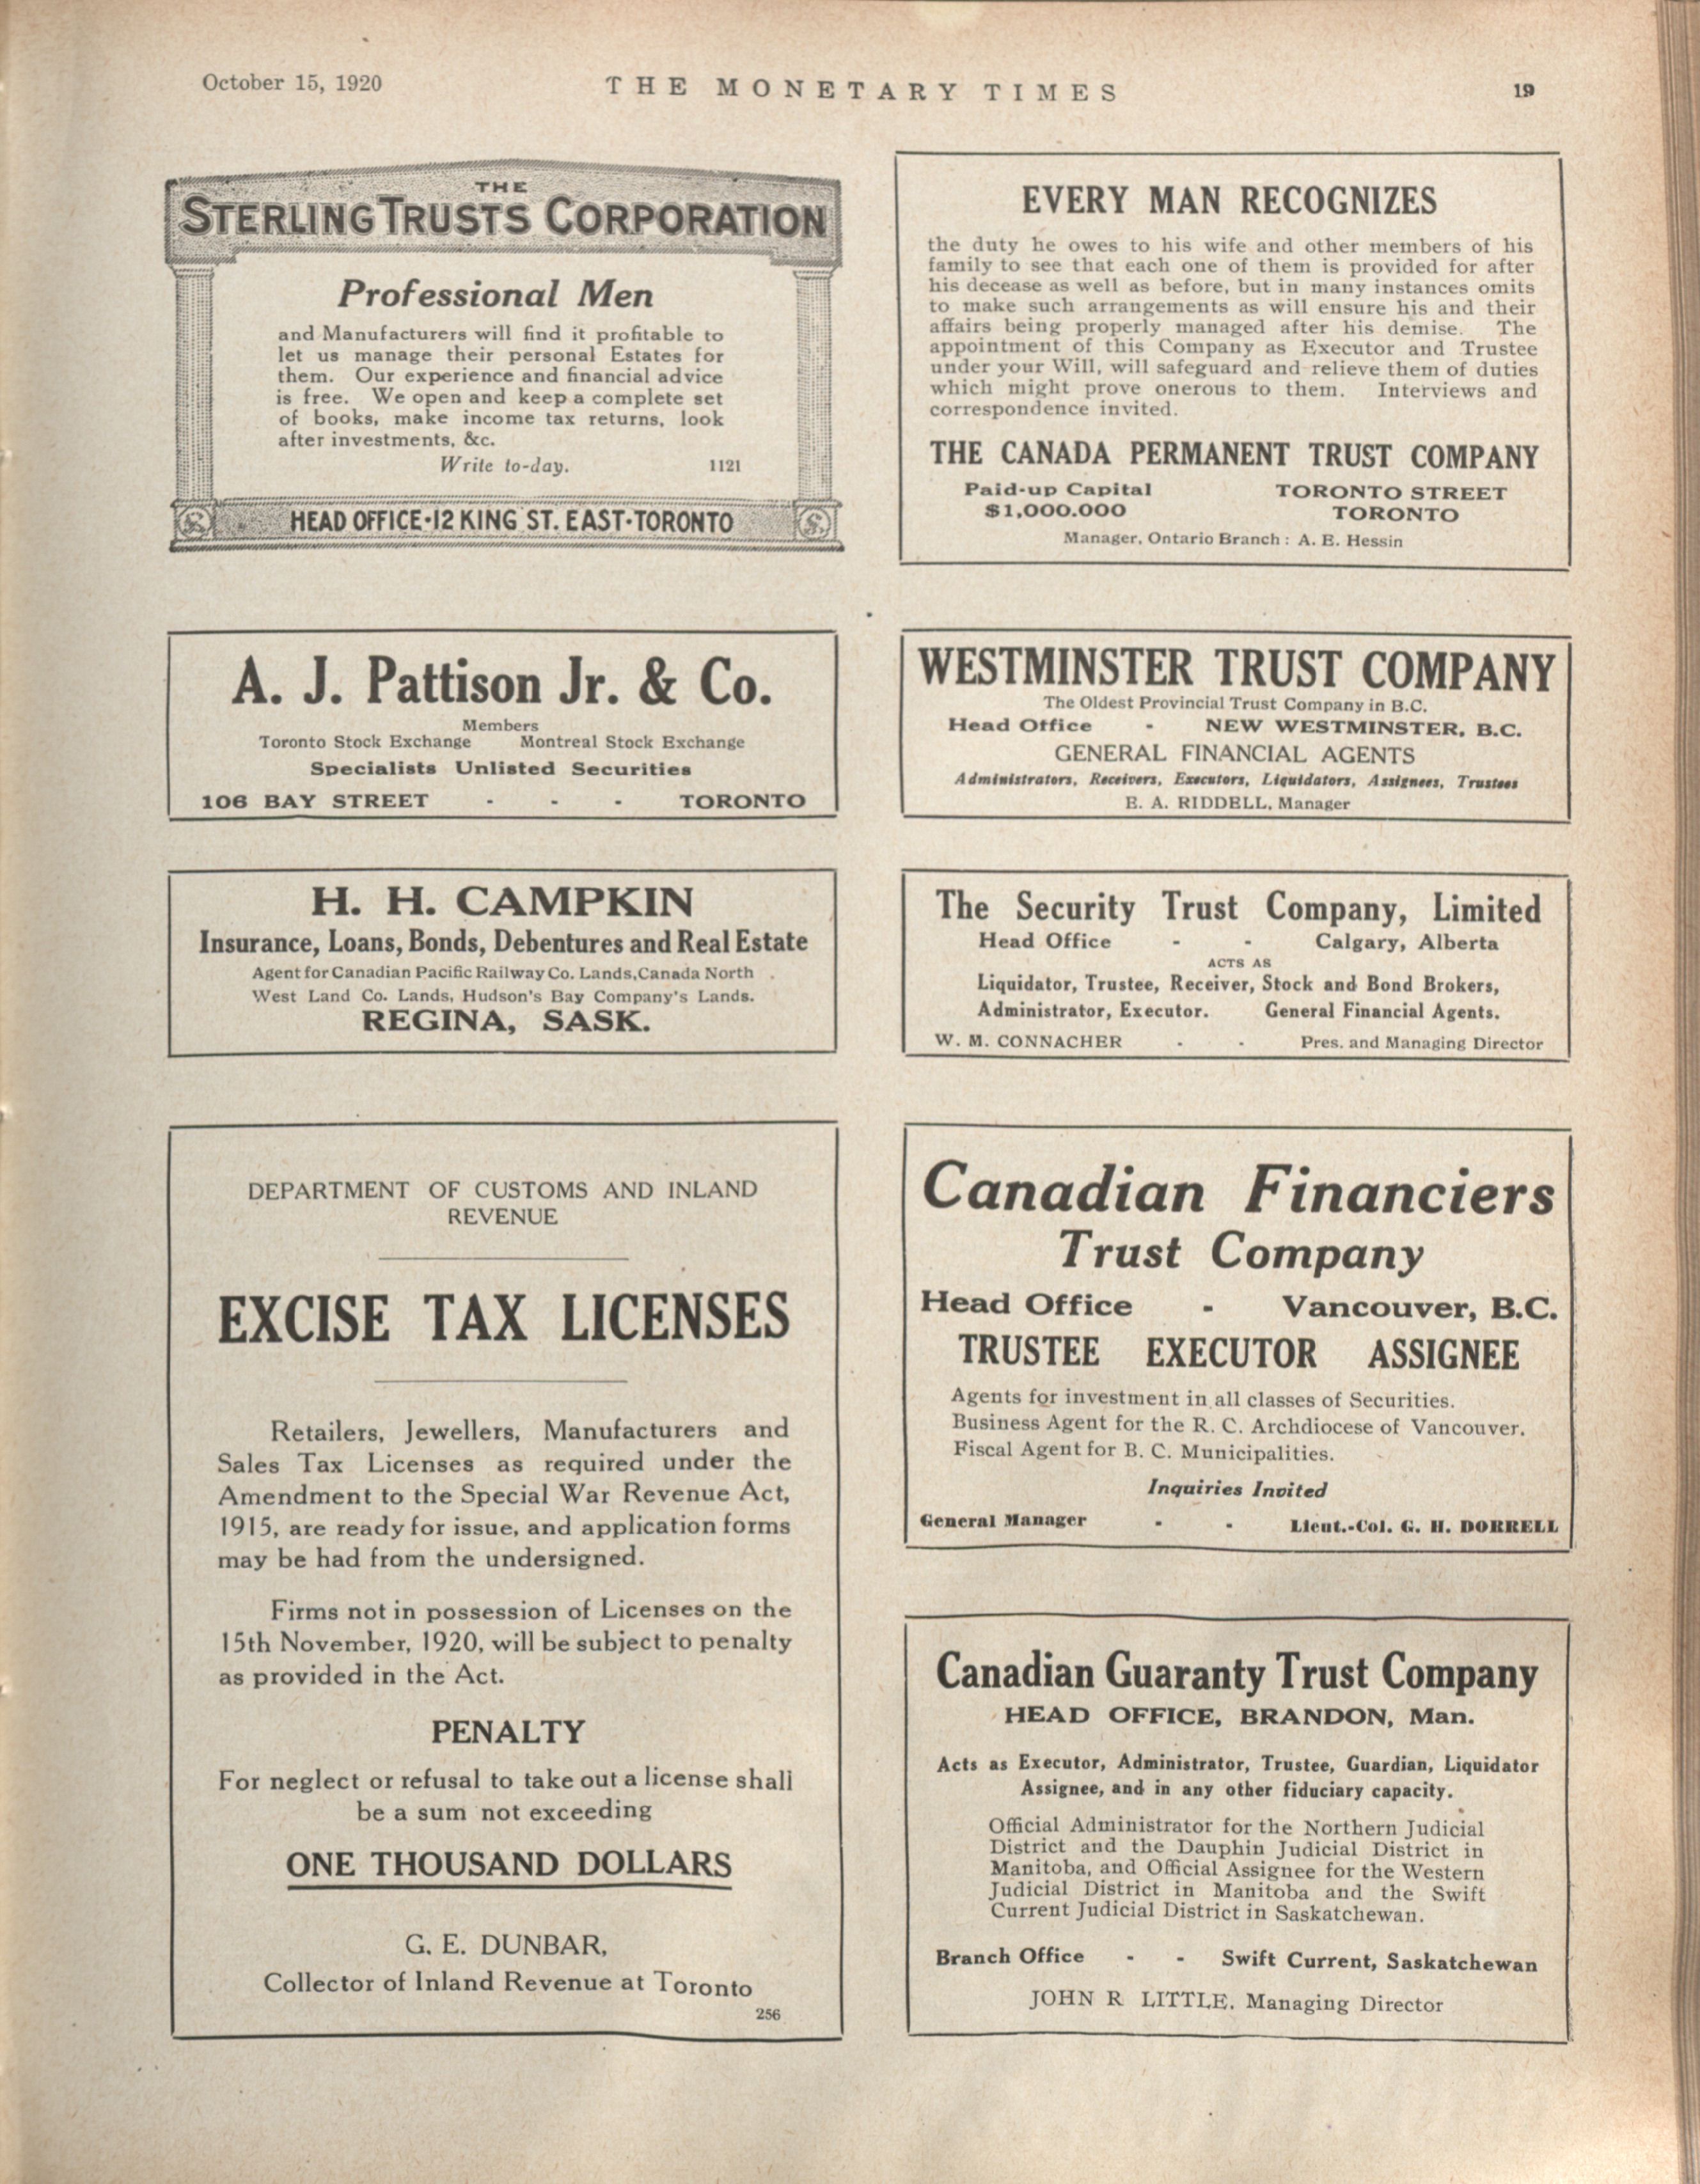 October 15, 1920
THE MONETARY TIMES
19
THE
STERLING TRUSTS CORPORATION
Professional Men
and Manufacturers will find it profitable to
let us manage their personal Estates for
them. Our experience and financial advice
is free. We open and keep a complete set
of books, make income tax returns, look
after investments, &c.
Write to-day. 1121
HEAD OFFICE·12 KING ST. EAST·TORONTO
A. J. Pattison Jr. & Co.
Members
Toronto Stock Exchange Montreal Stock Exchange
Specialists Unlisted Securities
106 BAY STREET - - - TORONTO
H. H. CAMPKIN
Insurance, Loans, Bonds, Debentures and Real Estate
Agent for Canadian Pacific Railway Co. Lands, Canada North
West Land Co. Lands, Hudson's Bay Company's Lands.
REGINA, SASK.
DEPARTMENT OF CUSTOMS AND INLAND
REVENUE
EXCISE TAX LICENSES
Retailers, Jewellers, Manufacturers and
Sales Tax Licenses as required under the
Amendment to the Special War Revenue Act,
1915, are ready for issue, and application forms
may be had from the undersigned.
Firms not in possession of Licenses on the
15th November, 1920, will be subject to penalty
as provided in the Act.
PENALTY
For neglect or refusal to take out a license shall
be a sum not exceeding
ONE THOUSAND DOLLARS
G. E. DUNBAR,
Collector of Inland Revenue at Toronto
256
EVERY MAN RECOGNIZES
the duty he owes to his wife and other members of his
family to see that each one of them is provided for after
his decease as well as before, but in many instances omits
to make such arrangements as will ensure his and their
affairs being properly managed after his demise. The
appointment of this Company as Executor and Trustee
under your Will, will safeguard and relieve them of duties
which might prove onerous to them. Interviews and
correspondence invited.
THE CANADA PERMANENT TRUST COMPANY
Paid-up Capital TORONTO STREET
$1,000.000 TORONTO
Manager, Ontario Branch : A. E. Hessin
WESTMINSTER TRUST COMPANY
The Oldest Provincial Trust Company in B.C.
Head Office - NEW WESTMINSTER, B.C.
GENERAL FINANCIAL AGENTS
Administrators, Receivers, Executors, Liquidators, Assignees, Trustees
E. A. RIDDELL, Manager
The Security Trust Company, Limited
Head Office - - Calgary, Alberta
ACTS AS
Liquidator, Trustee, Receiver, Stock and Bond Brokers,
Administrator, Executor. General Financial Agents.
W. M. CONNACHER - - Pres. and Managing Director
Canadian Financiers
Trust Company
Head Office - Vancouver, B.C.
TRUSTEE EXECUTOR ASSIGNEE
Agents for investment in all classes of Securities.
Business Agent for the R. C. Archdiocese of Vancouver.
Fiscal Agent for B. C. Municipalities.
Inquiries Invited
General Manager - - Lieut.-Col. G. H. DORRELL
Canadian Guaranty Trust Company
HEAD OFFICE, BRANDON, Man.
Acts as Executor, Administrator, Trustee, Guardian, Liquidator
Assignee, and in any other fiduciary capacity.
Official Administrator for the Northern Judicial
District and the Dauphin Judicial District in
Manitoba, and Official Assignee for the Western
Judicial District in Manitoba and the Swift
Current Judicial District in Saskatchewan.
Branch Office - - Swift Current, Saskatchewan
JOHN R LITTLE, Managing Director